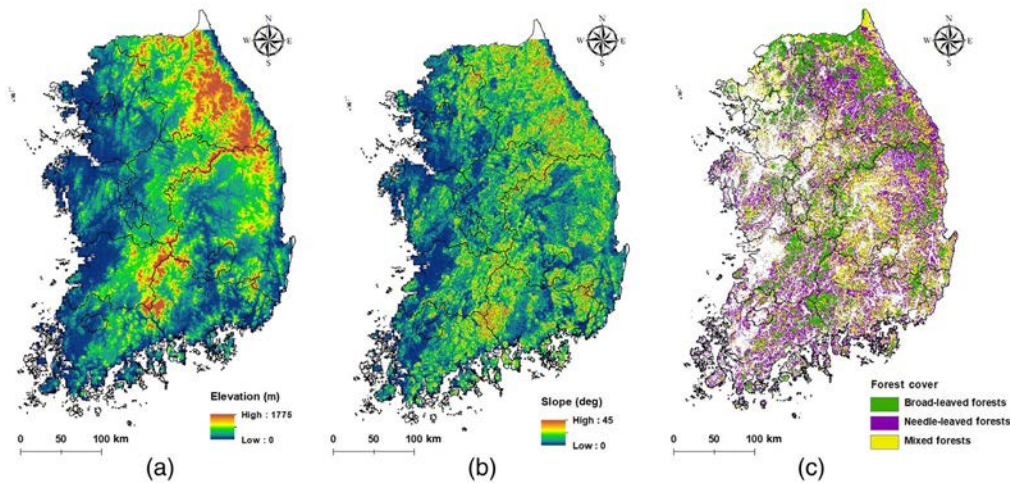 N
W E
S
N
W E
S
N
W E
S
Elevation (m)
High : 1775
Low : 0
0 50 100 km
(a)
Slope (deg)
High : 45
Low : 0
0 50 100 km
(b)
Forest cover
Broad-leaved forests
Needle-leaved forests
Mixed forests
0 50 100 km
(c)